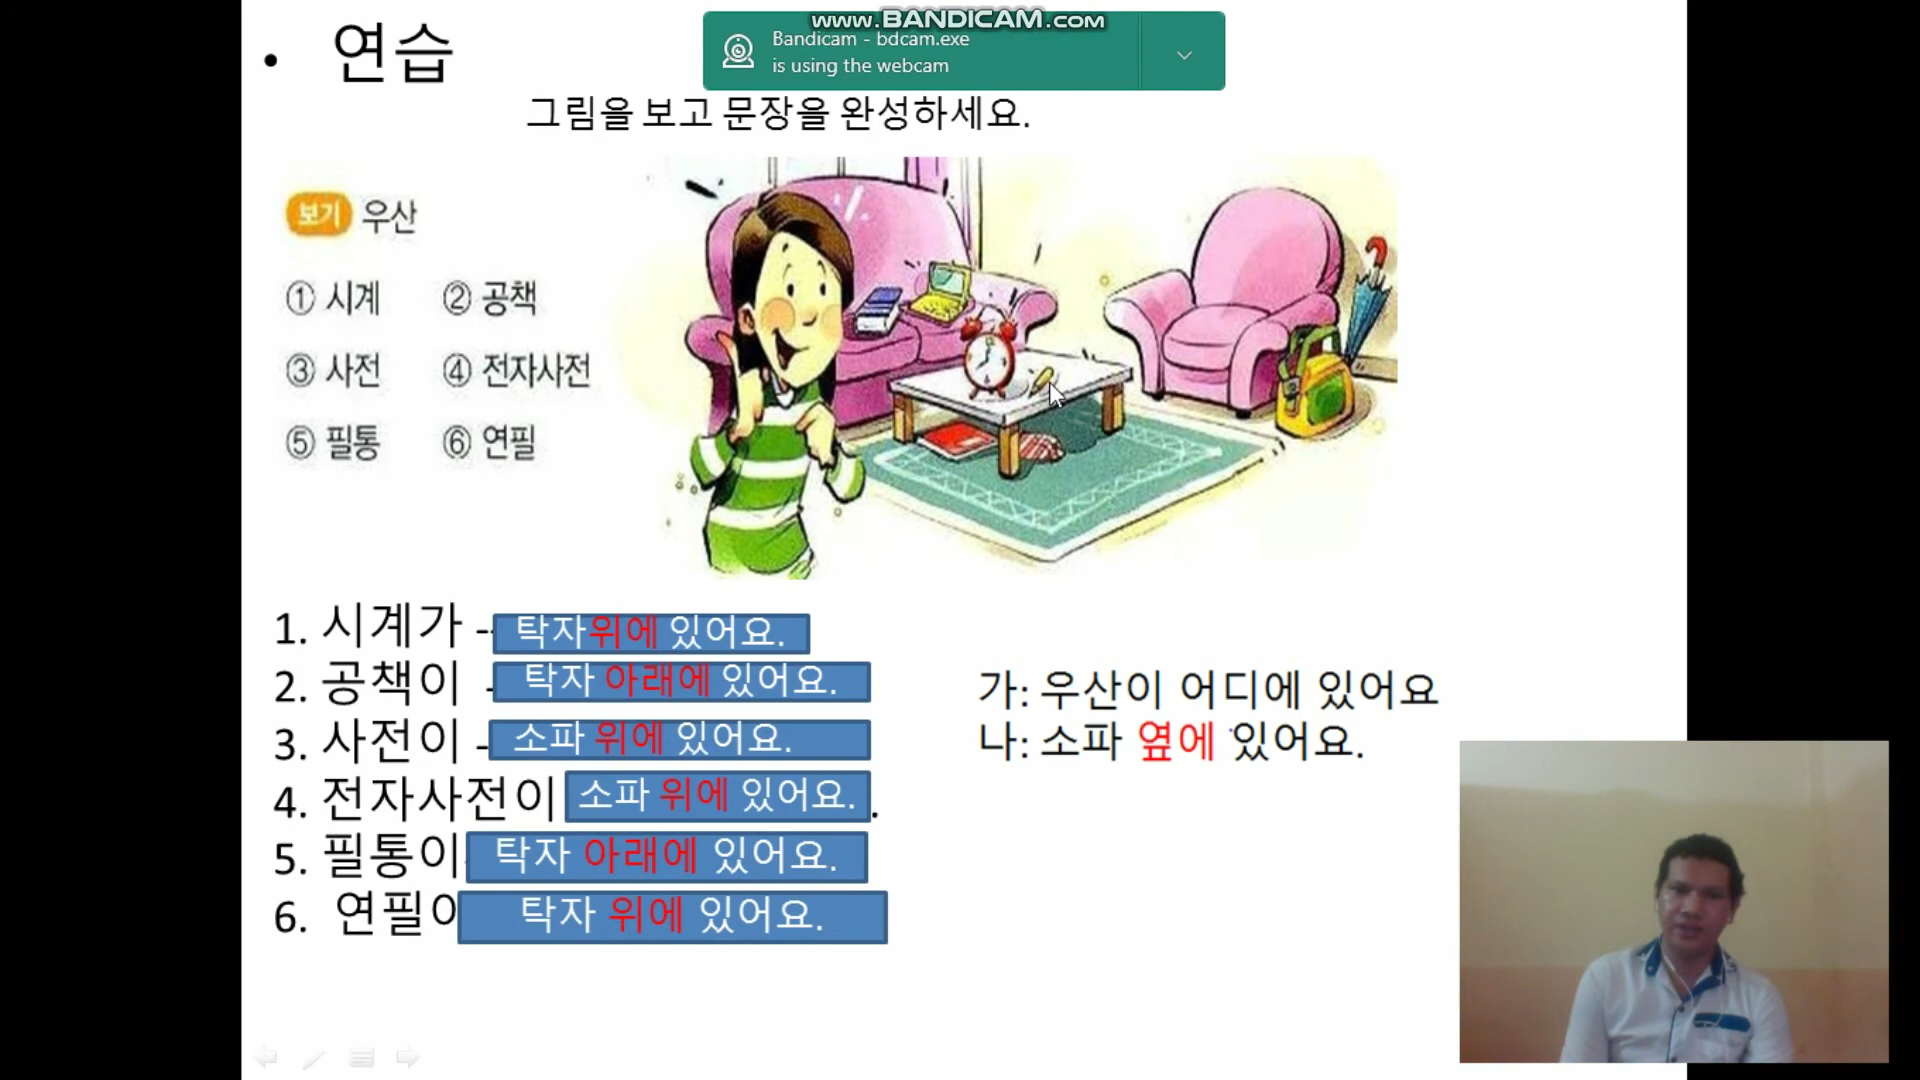 www.BANDICAM.com
Bandicam - bdcam.exe
is using the webcam
• 연습
그림을 보고 문장을 완성하세요.
보기 우산
① 시계 ② 공책
③ 사전 ④ 전자사전
⑤ 필통 ⑥ 연필
1. 시계가 - 탁자위에 있어요.
2. 공책이 - 탁자 아래에 있어요.
3. 사전이 - 소파 위에 있어요.
4. 전자사전이 소파 위에 있어요. .
5. 필통이 탁자 아래에 있어요.
6. 연필이 탁자 위에 있어요.
가: 우산이 어디에 있어요
나: 소파 옆에 있어요.